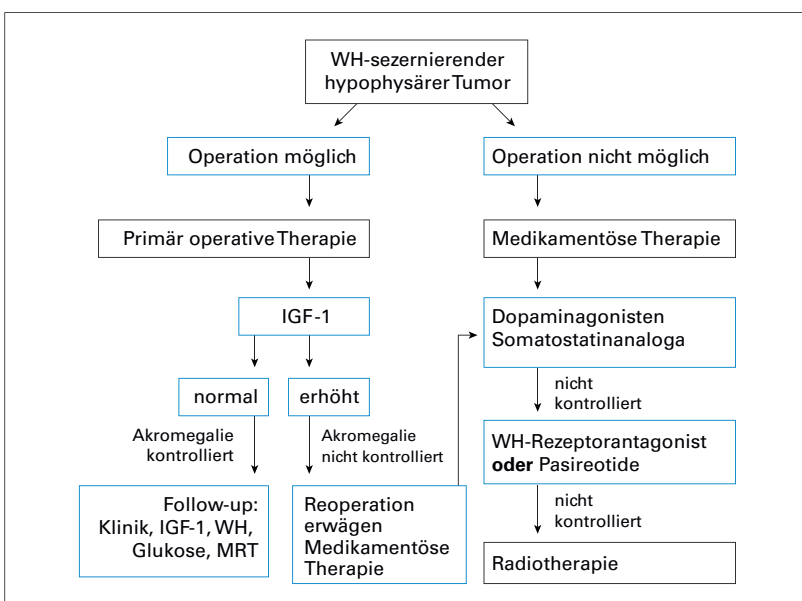 WH-sezernierender
hypophysärer Tumor
Operation möglich
Operation nicht möglich
Primär operative Therapie
Medikamentöse Therapie
IGF-1
Dopaminagonisten
Somatostatinanaloga
normal
erhöht
nicht
kontrolliert
Akromegalie
kontrolliert
Akromegalie
nicht kontrolliert
WH-Rezeptorantagonist
oder Pasireotide
Follow-up:
Klinik, IGF-1, WH,
Glukose, MRT
Reoperation
erwägen
Medikamentöse
Therapie
nicht
kontrolliert
Radiotherapie